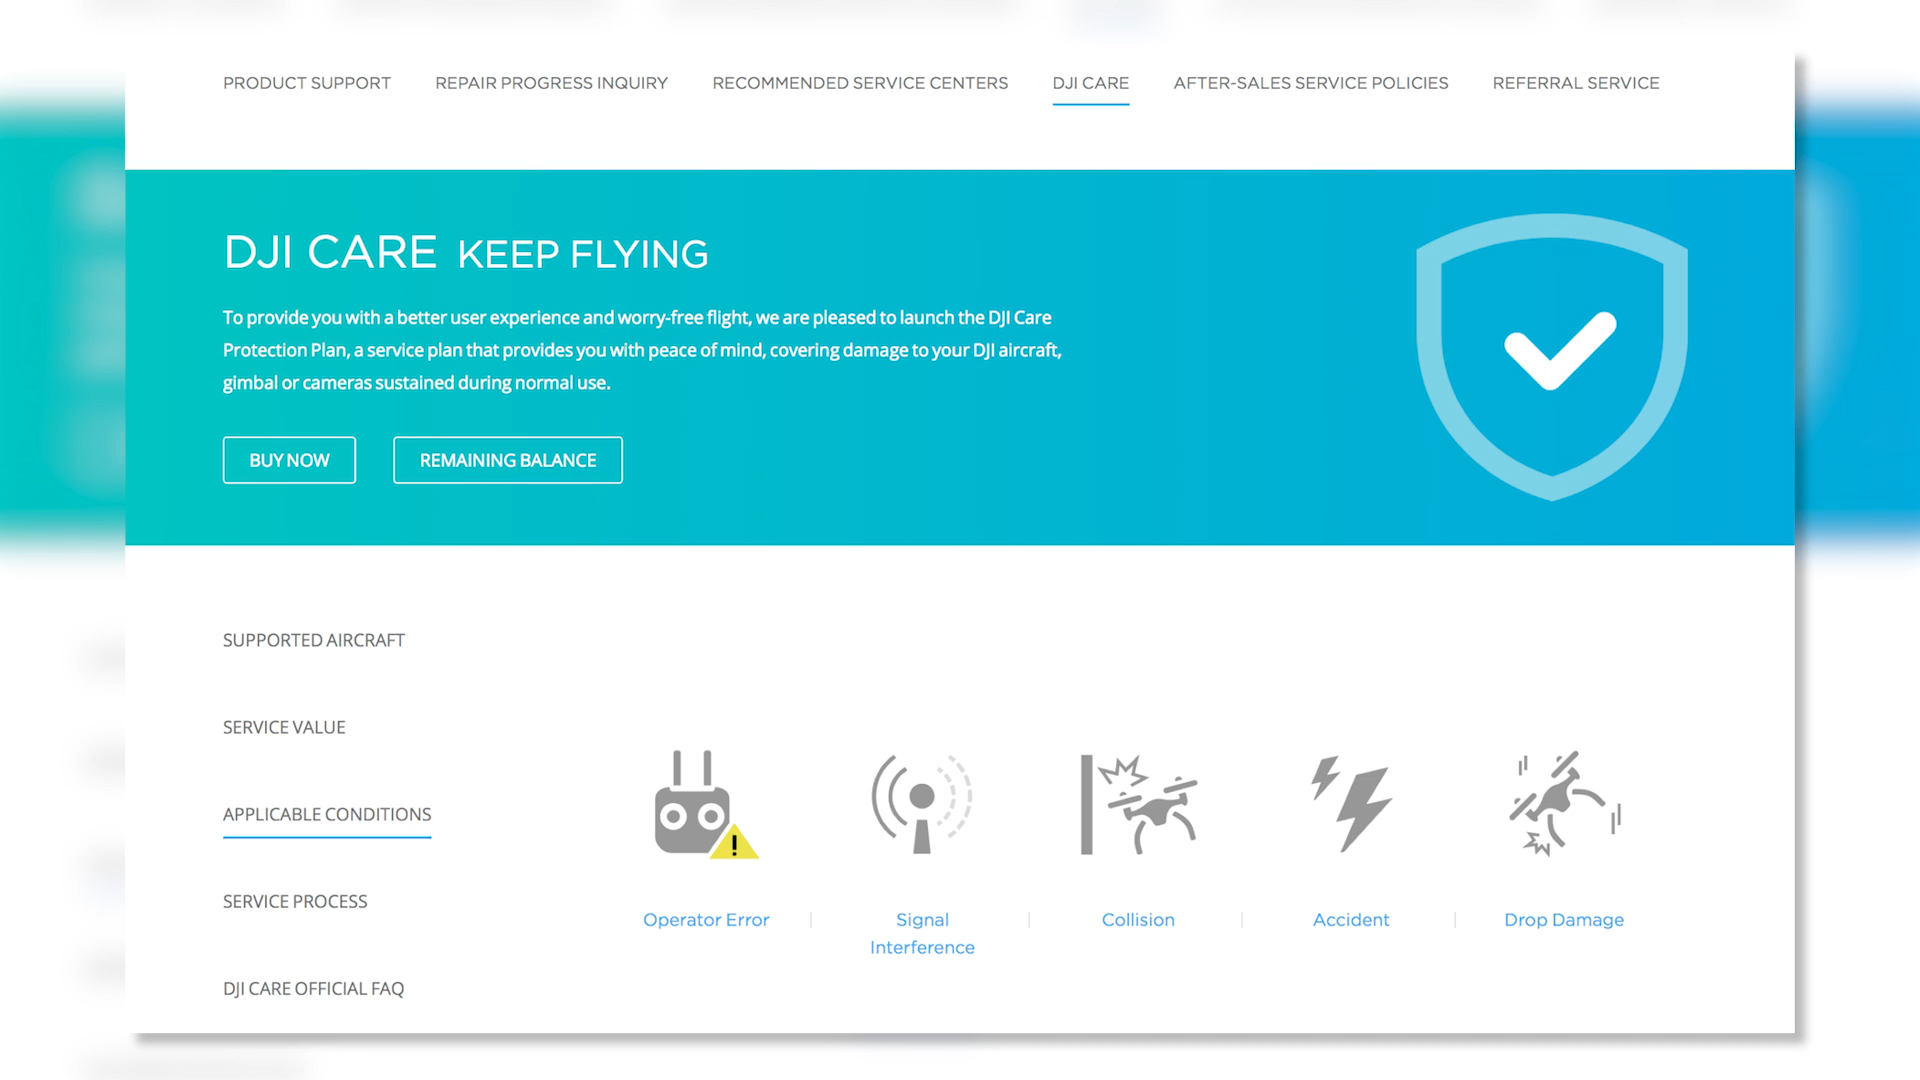 PRODUCT SUPPORT REPAIR PROGRESS INQUIRY RECOMMENDED SERVICE CENTERS DJI CARE AFTER-SALES SERVICE POLICIES REFERRAL SERVICE
DJI CARE KEEP FLYING
To provide you with a better user experience and worry-free flight, we are pleased to launch the DJI Care
Protection Plan, a service plan that provides you with peace of mind, covering damage to your DJI aircraft,
gimbal or cameras sustained during normal use.
BUY NOW REMAINING BALANCE
SUPPORTED AIRCRAFT
SERVICE VALUE
APPLICABLE CONDITIONS
SERVICE PROCESS
DJI CARE OFFICIAL FAQ
!
Operator Error
Signal
Interference
Collision
Accident
Drop Damage